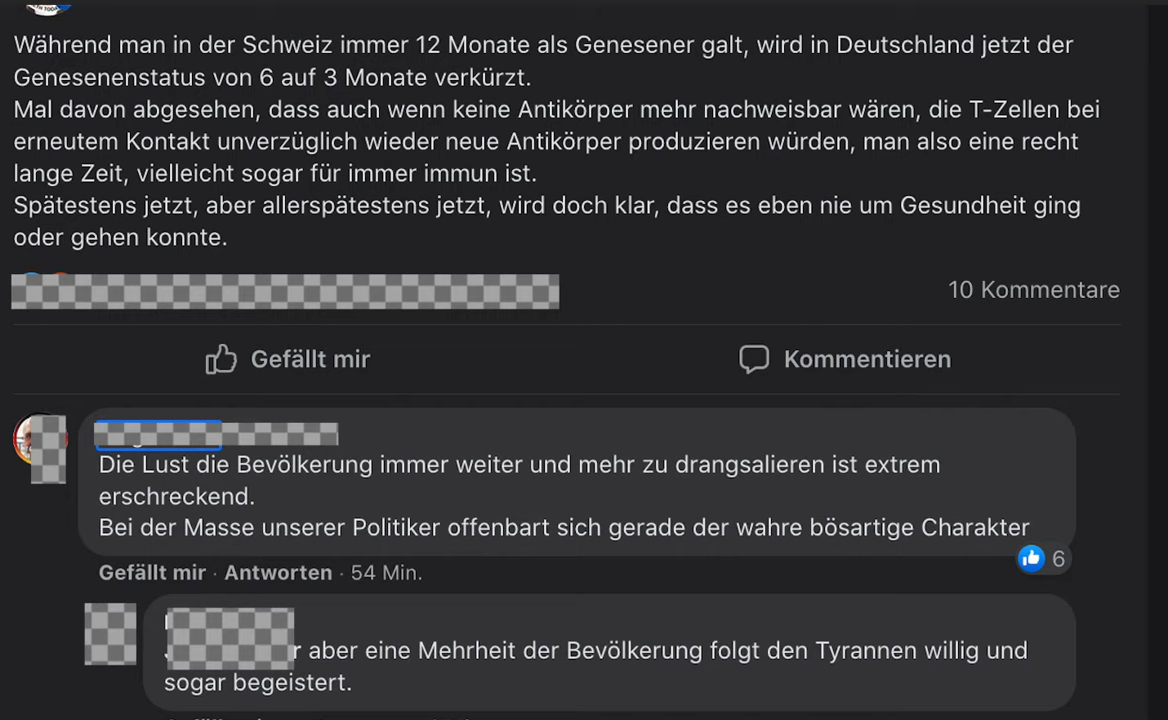 Während man in der Schweiz immer 12 Monate als Genesener galt, wird in Deutschland jetzt der
Genesenenstatus von 6 auf 3 Monate verkürzt.
Mal davon abgesehen, dass auch wenn keine Antikörper mehr nachweisbar wären, die T-Zellen bei
erneutem Kontakt unverzüglich wieder neue Antikörper produzieren würden, man also eine recht
lange Zeit, vielleicht sogar für immer immun ist.
Spätestens jetzt, aber allerspätestens jetzt, wird doch klar, dass es eben nie um Gesundheit ging
oder gehen konnte.
10 Kommentare
Gefällt mir
Kommentieren
Die Lust die Bevölkerung immer weiter und mehr zu drangsalieren ist extrem
erschreckend.
Bei der Masse unserer Politiker offenbart sich gerade der wahre bösartige Charakter
6
Gefällt mir · Antworten · 54 Min.
aber eine Mehrheit der Bevölkerung folgt den Tyrannen willig und
sogar begeistert.